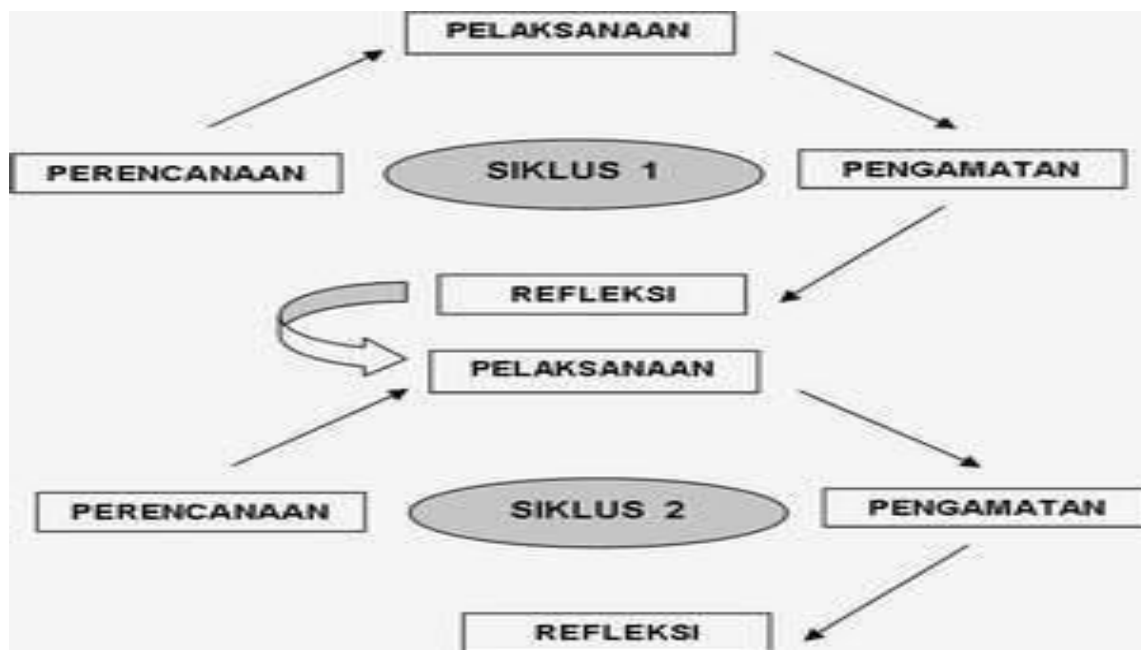 PELAKSANAAN
PERENCANAAN
SIKLUS 1
PENGAMATAN
REFLEKSI
PELAKSANAAN
PERENCANAAN
SIKLUS 2
PENGAMATAN
REFLEKSI